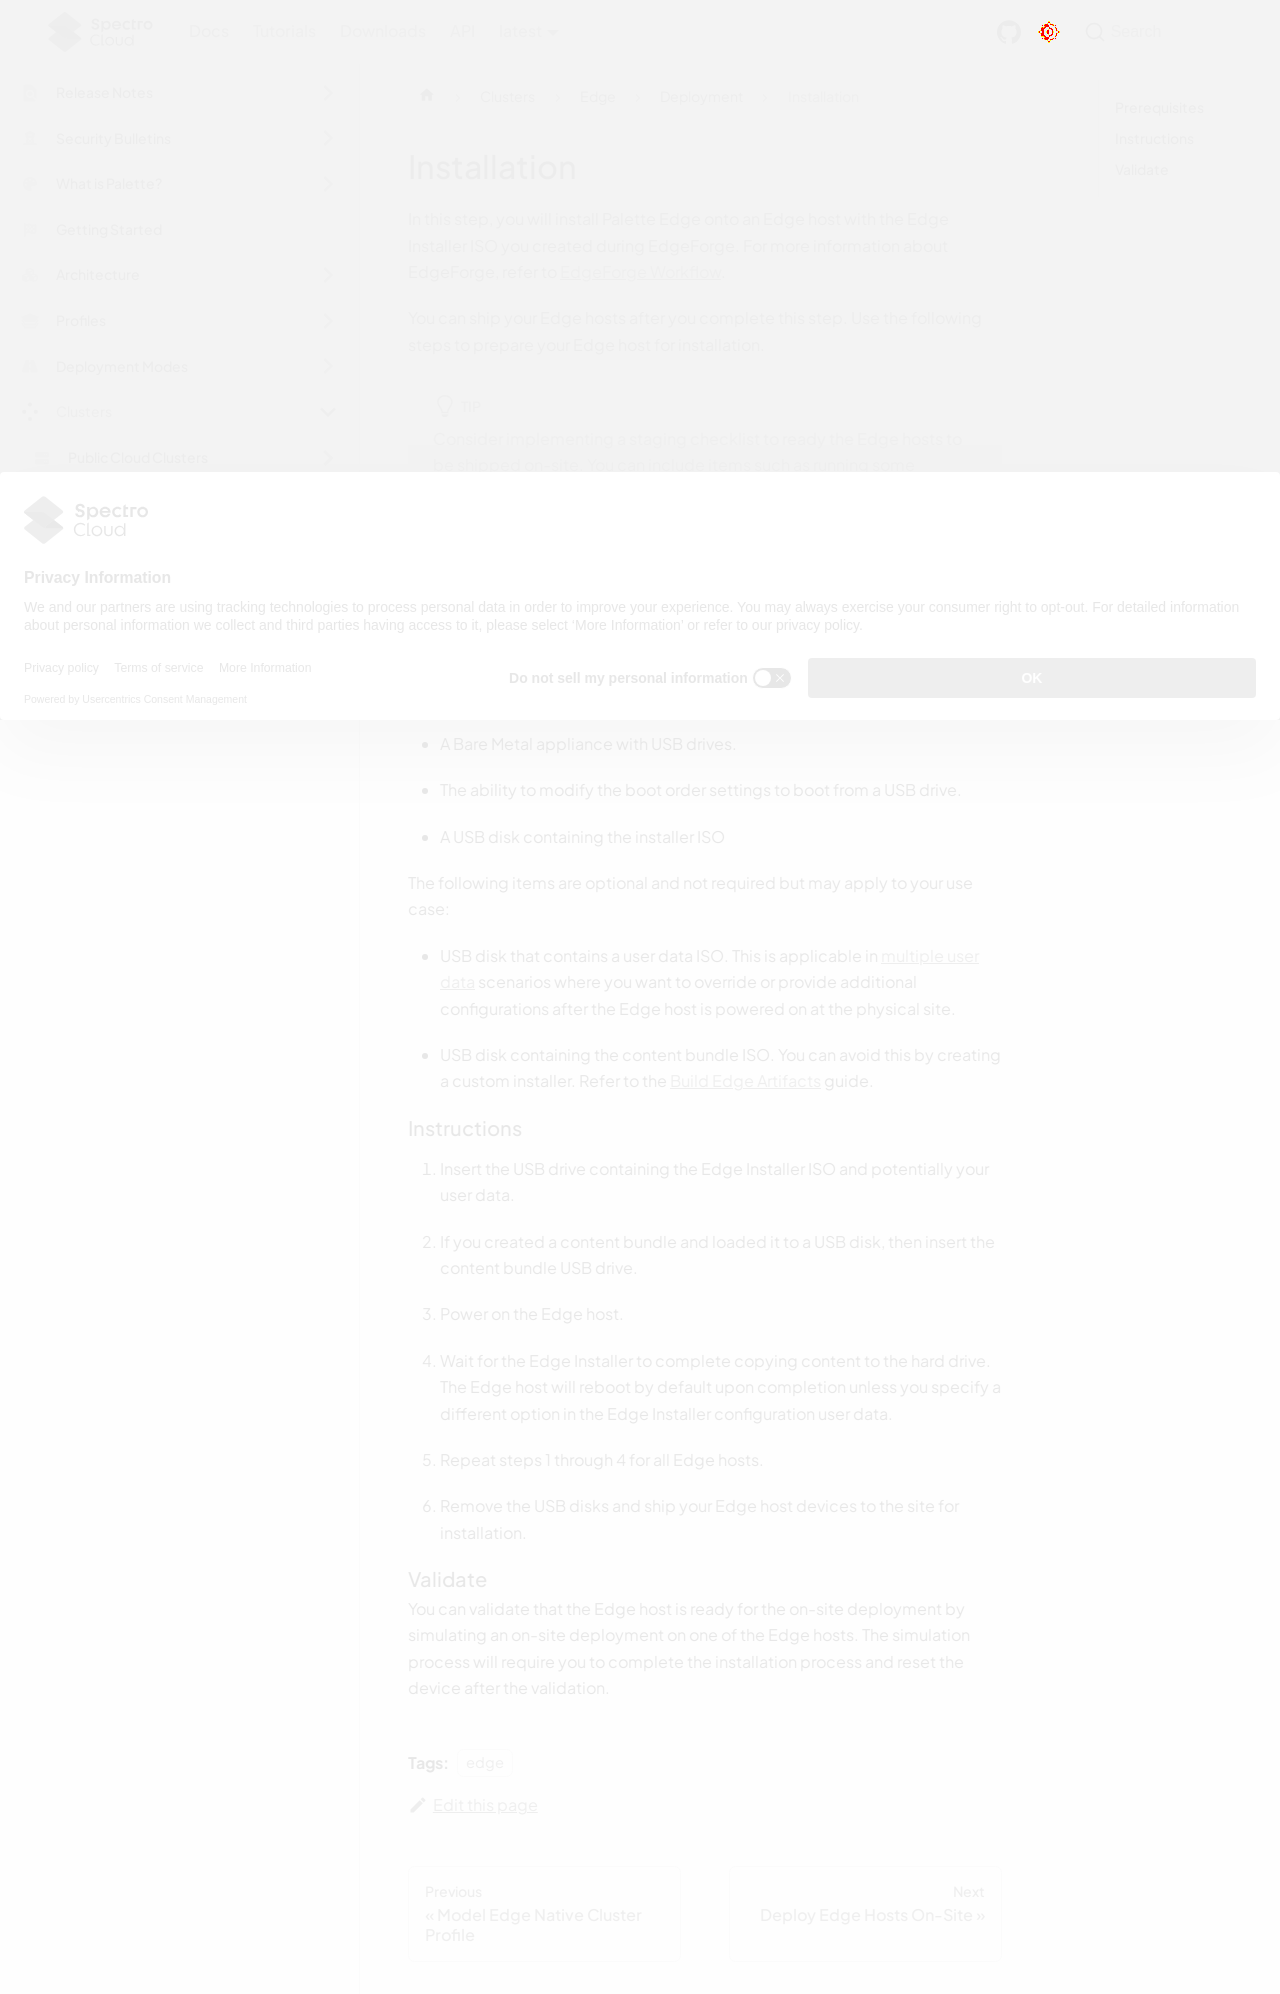 Spectro
Cloud
Docs
Tutorials
Downloads
API
latest
Search
Release Notes
Security Bulletins
What is Palette?
Getting Started
Architecture
Profiles
Deployment Modes
Clusters
Public Cloud Clusters
Clusters
Edge
Deployment
Installation
Prerequisites
Instructions
Validate
Installation
In this step, you will install Palette Edge onto an Edge host with the Edge
Installer ISO you created during EdgeForge. For more information about
EdgeForge, refer to EdgeForge Workflow.
You can ship your Edge hosts after you complete this step. Use the following
steps to prepare your Edge host for installation.
TIP
Consider implementing a staging checklist to ready the Edge hosts to
Spectro
Cloud
Privacy Information
We and our partners are using tracking technologies to process personal data in order to improve your experience. You may always exercise your consumer right to opt-out. For detailed information
about personal information we collect and third parties having access to it, please select ‘More Information’ or refer to our privacy policy.
Privacy policy
Terms of service
More Information
Powered by Usercentrics Consent Management
Do not sell my personal information
OK
A Bare Metal appliance with USB drives.
The ability to modify the boot order settings to boot from a USB drive.
A USB disk containing the installer ISO
The following items are optional and not required but may apply to your use
case:
USB disk that contains a user data ISO. This is applicable in multiple user
data scenarios where you want to override or provide additional
configurations after the Edge host is powered on at the physical site.
USB disk containing the content bundle ISO. You can avoid this by creating
a custom installer. Refer to the Build Edge Artifacts guide.
Instructions
1. Insert the USB drive containing the Edge Installer ISO and potentially your
user data.
2. If you created a content bundle and loaded it to a USB disk, then insert the
content bundle USB drive.
3. Power on the Edge host.
4. Wait for the Edge Installer to complete copying content to the hard drive.
The Edge host will reboot by default upon completion unless you specify a
different option in the Edge Installer configuration user data.
5. Repeat steps 1 through 4 for all Edge hosts.
6. Remove the USB disks and ship your Edge host devices to the site for
installation.
Validate
You can validate that the Edge host is ready for the on-site deployment by
simulating an on-site deployment on one of the Edge hosts. The simulation
process will require you to complete the installation process and reset the
device after the validation.
Tags: edge
Edit this page
Previous
« Model Edge Native Cluster
Profile
Next
Deploy Edge Hosts On-Site »